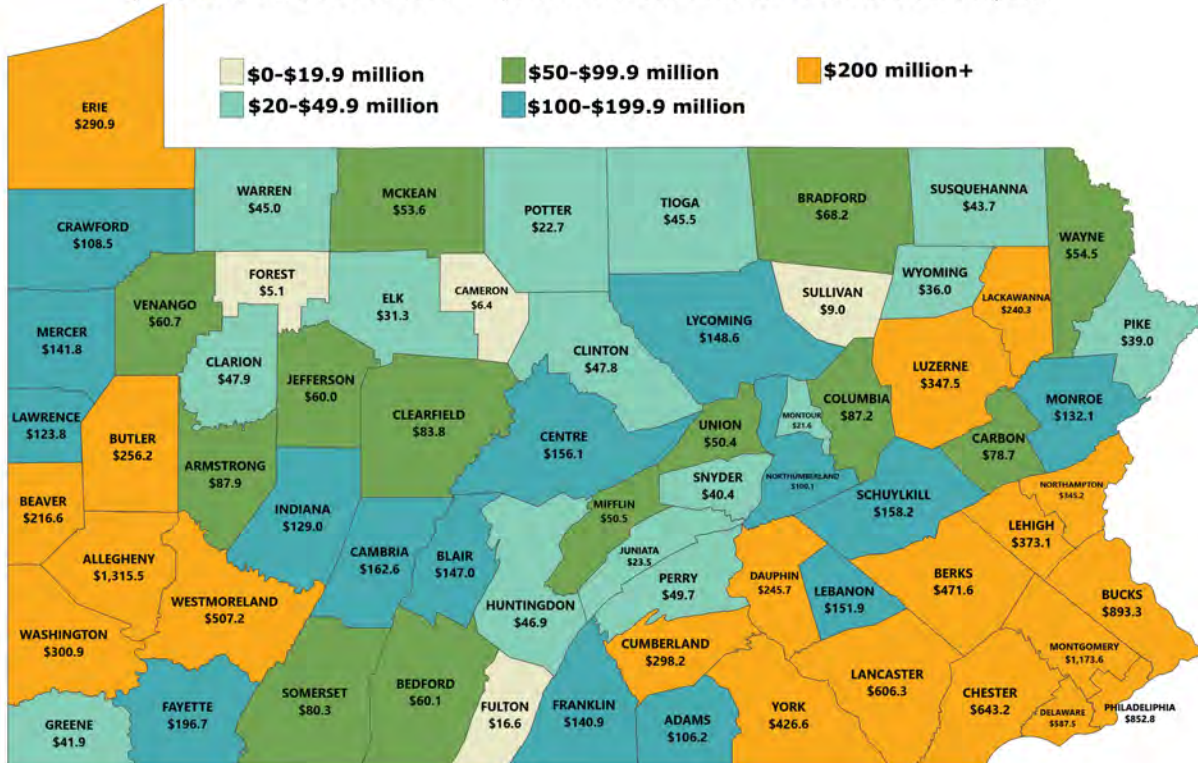 $0-$19.9 million
$50-$99.9 million
$200 million+
$20-$49.9 million
$100-$199.9 million
ERIE
$290.9
WARREN
$45.0
MCKEAN
$53.6
POTTER
$22.7
TIOGA
$45.5
BRADFORD
$68.2
SUSQUEHANNA
$43.7
WAYNE
$54.5
CRAWFORD
$108.5
FOREST
$5.1
VENANGO
$60.7
ELK
$31.3
CAMERON
$6.4
SULLIVAN
$9.0
WYOMING
$36.0
LACKAWANNA
$240.3
PIKE
$39.0
MERCER
$141.8
CLARION
$47.9
JEFFERSON
$60.0
CLINTON
$47.8
LYCOMING
$148.6
LUZERNE
$347.5
LAWRENCE
$123.8
BUTLER
$256.2
CLEARFIELD
$83.8
CENTRE
$156.1
UNION
$50.4
MONTOUR
$21.6
COLUMBIA
$87.2
CARBON
$78.7
MONROE
$132.1
ARMSTRONG
$87.9
BEAVER
$216.6
INDIANA
$129.0
MIFFLIN
$50.5
SNYDER
$40.4
NORTHUMBERLAND
$100.1
SCHUYLKILL
$158.2
NORTHAMPTON
$345.2
LEHIGH
$373.1
ALLEGHENY
$1,315.5
CAMBRIA
$162.6
BLAIR
$147.0
JUNIATA
$23.5
PERRY
$49.7
DAUPHIN
$245.7
LEBANON
$151.9
BERKS
$471.6
BUCKS
$893.3
WESTMORELAND
$507.2
HUNTINGDON
$46.9
WASHINGTON
$300.9
CUMBERLAND
$298.2
MONTGOMERY
$1,173.6
LANCASTER
$606.3
CHESTER
$643.2
SOMERSET
$80.3
BEDFORD
$60.1
FULTON
$16.6
FRANKLIN
$140.9
ADAMS
$106.2
YORK
$426.6
DELAWARE
$587.5
PHILADELIPHIA
$852.8
GREENE
$41.9
FAYETTE
$196.7